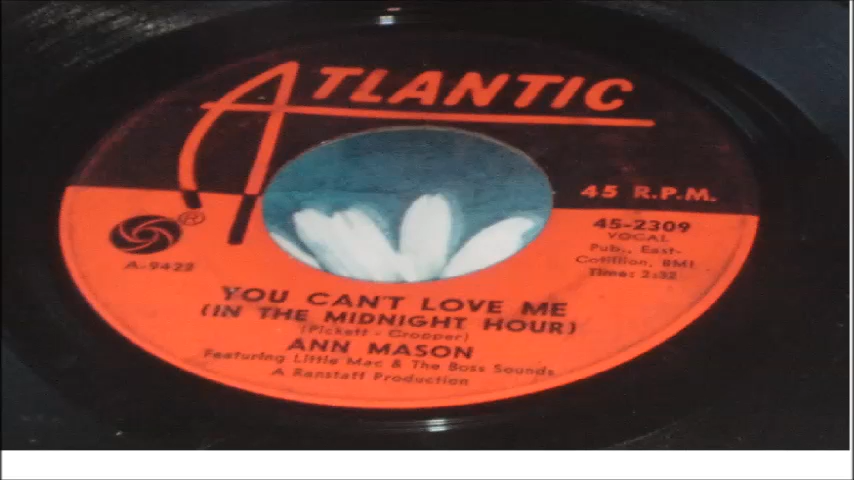 ATLANTIC
45 R.P.M.
45-2309
VOCAL
Pub., East-
Cotillion, BMI
Time: 2:32
®
A-9422
YOU CAN'T LOVE ME
(IN THE MIDNIGHT HOUR)
(Pickett - Cropper)
ANN MASON
Featuring Little Mac & The Boss Sounds
A Ranstaff Production